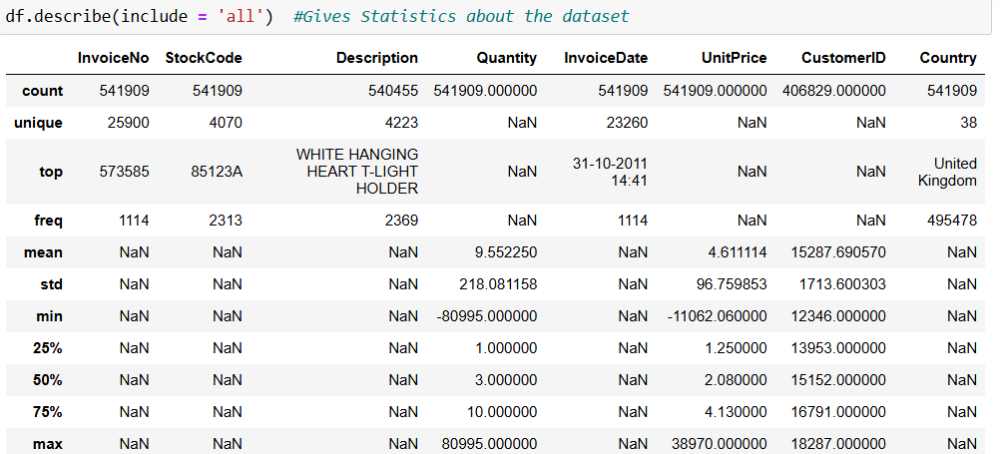 df.describe(include = 'all')  #Gives Statistics about the dataset
InvoiceNo StockCode Description Quantity InvoiceDate UnitPrice CustomerID Country
count 541909 541909 540455 541909.000000 541909 541909.000000 406829.000000 541909
unique 25900 4070 4223 NaN 23260 NaN NaN 38
top 573585 85123A WHITE HANGING HEART T-LIGHT HOLDER NaN 31-10-2011 14:41 NaN NaN United Kingdom
freq 1114 2313 2369 NaN 1114 NaN NaN 495478
mean NaN NaN NaN 9.552250 NaN 4.611114 15287.690570 NaN
std NaN NaN NaN 218.081158 NaN 96.759853 1713.600303 NaN
min NaN NaN NaN -80995.000000 NaN -11062.060000 12346.000000 NaN
25% NaN NaN NaN 1.000000 NaN 1.250000 13953.000000 NaN
50% NaN NaN NaN 3.000000 NaN 2.080000 15152.000000 NaN
75% NaN NaN NaN 10.000000 NaN 4.130000 16791.000000 NaN
max NaN NaN NaN 80995.000000 NaN 38970.000000 18287.000000 NaN